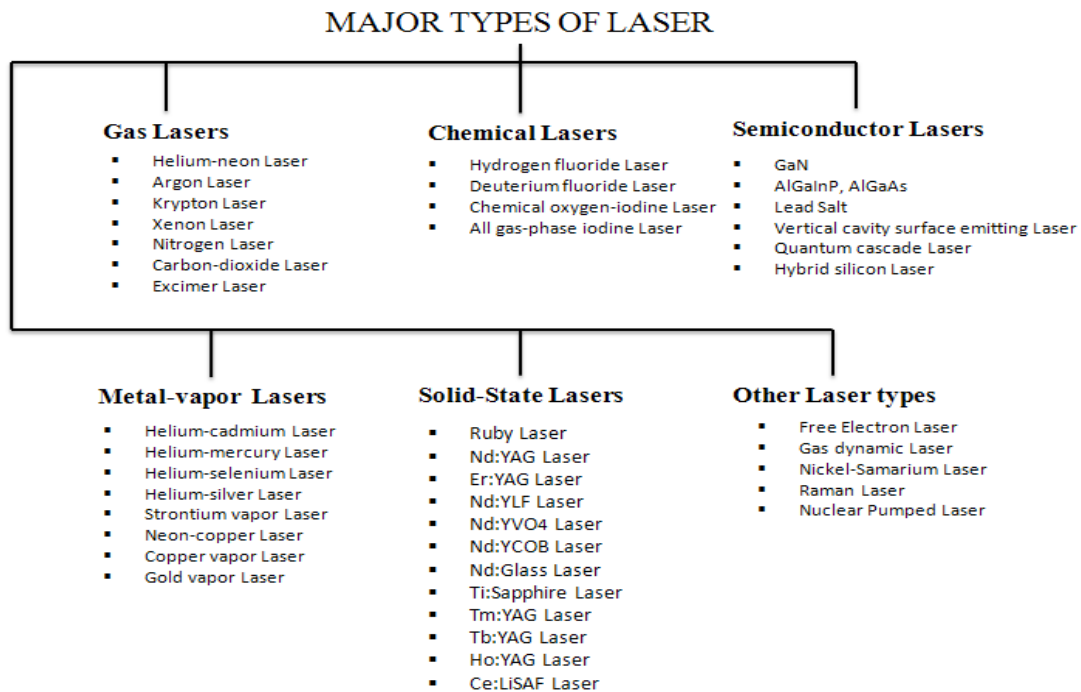 MAJOR TYPES OF LASER
Gas Lasers
▪ Helium-neon Laser
▪ Argon Laser
▪ Krypton Laser
▪ Xenon Laser
▪ Nitrogen Laser
▪ Carbon-dioxide Laser
▪ Excimer Laser
Chemical Lasers
▪ Hydrogen fluoride Laser
▪ Deuterium fluoride Laser
▪ Chemical oxygen-iodine Laser
▪ All gas-phase iodine Laser
Semiconductor Lasers
▪ GaN
▪ AlGaInP, AlGaAs
▪ Lead Salt
▪ Vertical cavity surface emitting Laser
▪ Quantum cascade Laser
▪ Hybrid silicon Laser
Metal-vapor Lasers
▪ Helium-cadmium Laser
▪ Helium-mercury Laser
▪ Helium-selenium Laser
▪ Helium-silver Laser
▪ Strontium vapor Laser
▪ Neon-copper Laser
▪ Copper vapor Laser
▪ Gold vapor Laser
Solid-State Lasers
▪ Ruby Laser
▪ Nd:YAG Laser
▪ Er:YAG Laser
▪ Nd:YLF Laser
▪ Nd:YVO4 Laser
▪ Nd:YCOB Laser
▪ Nd:Glass Laser
▪ Ti:Sapphire Laser
▪ Tm:YAG Laser
▪ Tb:YAG Laser
▪ Ho:YAG Laser
▪ Ce:LiSAF Laser
Other Laser types
▪ Free Electron Laser
▪ Gas dynamic Laser
▪ Nickel-Samarium Laser
▪ Raman Laser
▪ Nuclear Pumped Laser